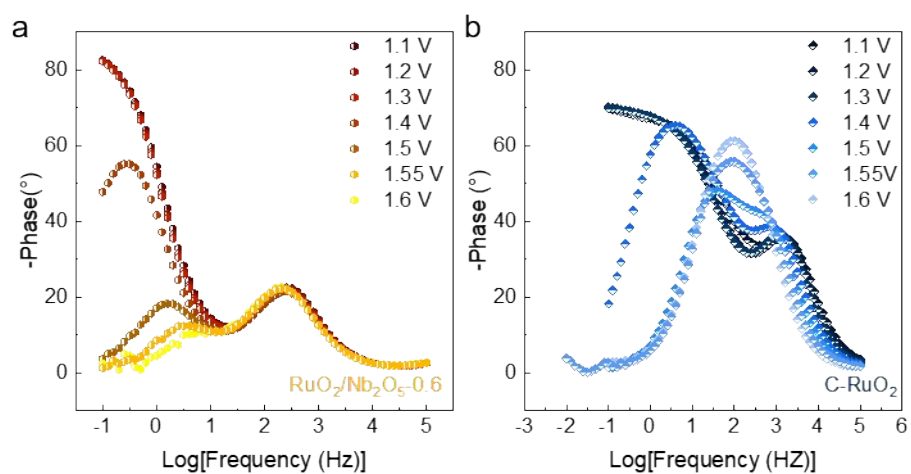 a
80
60
40
20
0
-Phase(°)
1.1 V
1.2 V
1.3 V
1.4 V
1.5 V
1.55 V
1.6 V
RuO₂/Nb₂O₅-0.6
-1 0 1 2 3 4 5
Log[Frequency (Hz)]
b
80
60
40
20
0
-Phase (°)
1.1 V
1.2 V
1.3 V
1.4 V
1.5 V
1.55V
1.6 V
C-RuO₂
-3 -2 -1 0 1 2 3 4 5 6
Log[Frequency (HZ)]